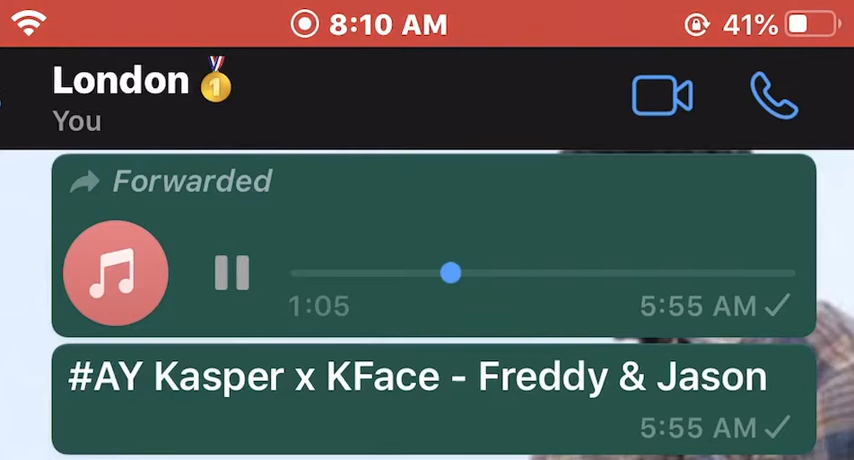 8:10 AM 41%
London 🥇
You
Forwarded
1:05 5:55 AM
#AY Kasper x KFace - Freddy & Jason
5:55 AM